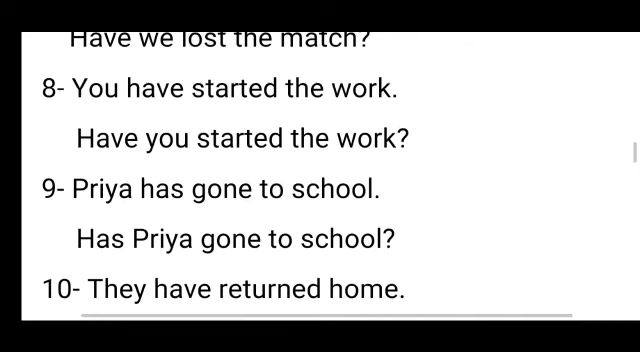 Have we lost the match?
8- You have started the work.
Have you started the work?
9- Priya has gone to school.
Has Priya gone to school?
10- They have returned home.